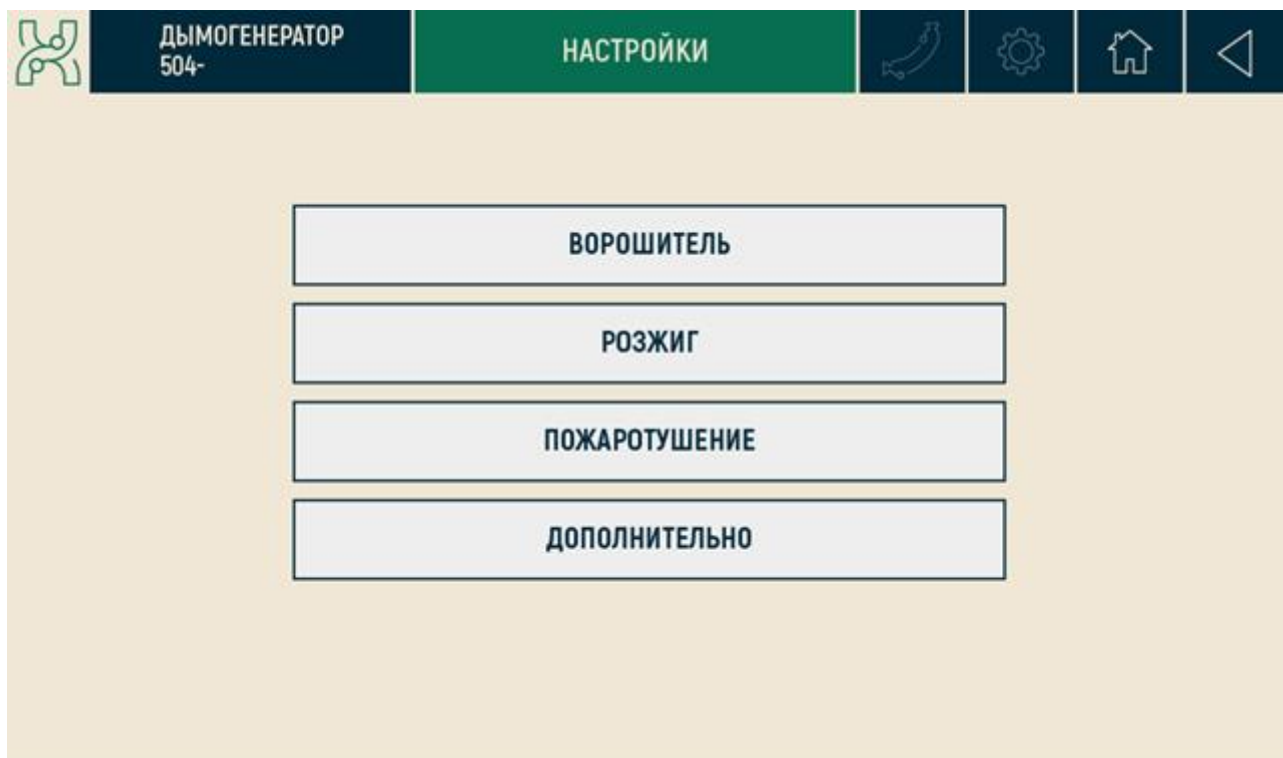 ДЫМОГЕНЕРАТОР
504-
НАСТРОЙКИ
ВОРОШИТЕЛЬ
РОЗЖИГ
ПОЖАРОТУШЕНИЕ
ДОПОЛНИТЕЛЬНО